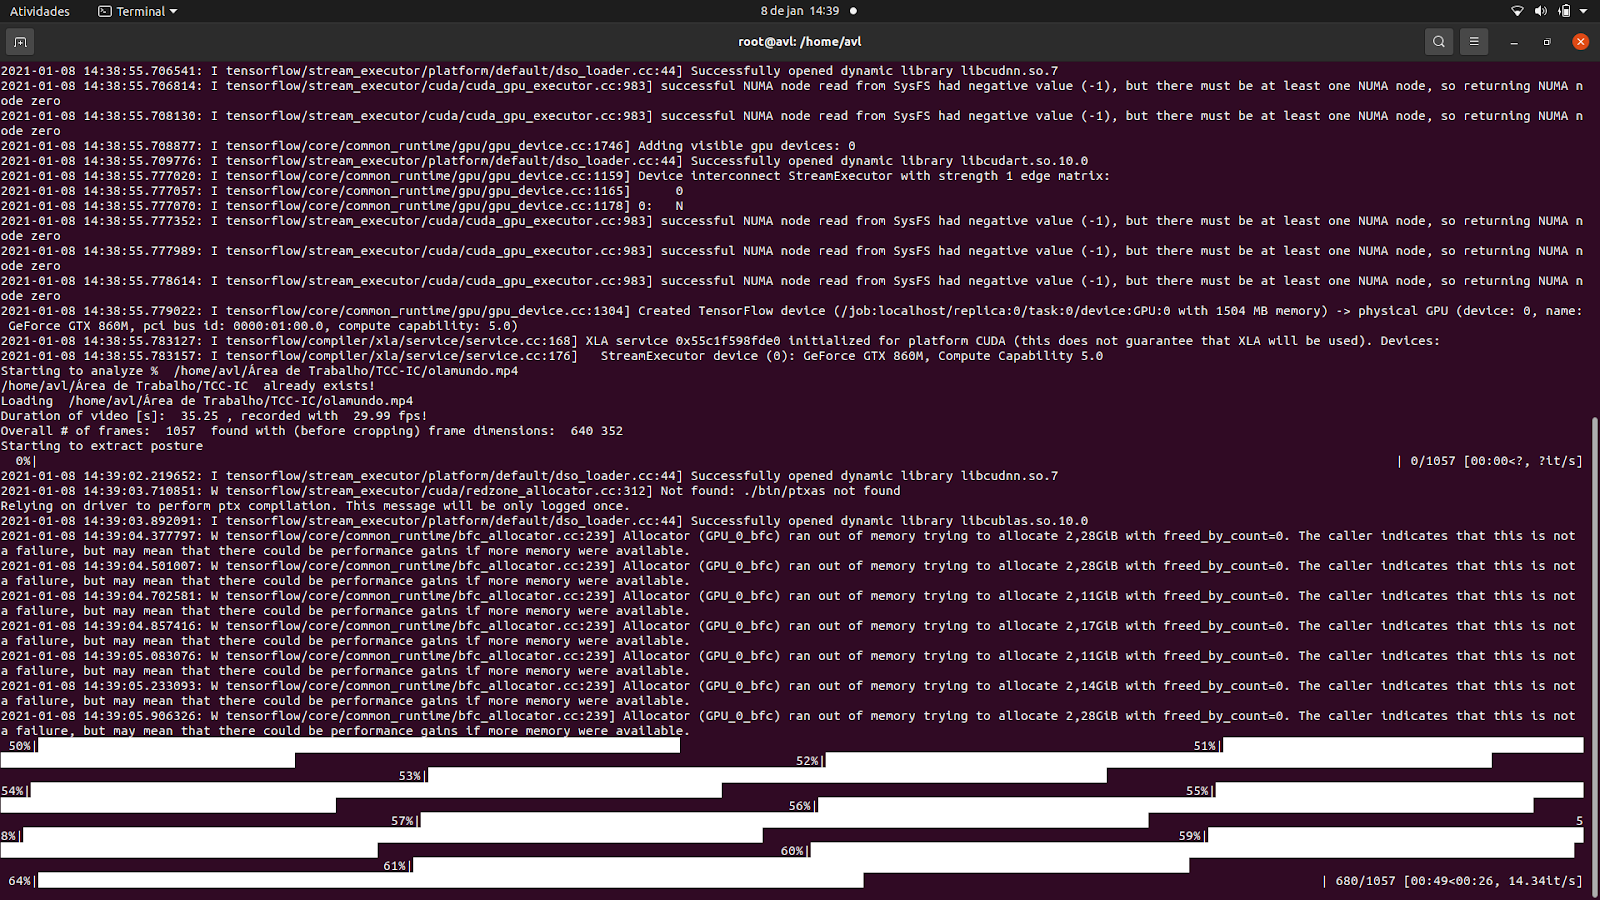 Atividades Terminal 8 de jan 14:39
root@avl: /home/avl
2021-01-08 14:38:55.706541: I tensorflow/stream_executor/platform/default/dso_loader.cc:44] Successfully opened dynamic library libcudnn.so.7
2021-01-08 14:38:55.706814: I tensorflow/stream_executor/cuda/cuda_gpu_executor.cc:983] successful NUMA node read from SysFS had negative value (-1), but there must be at least one NUMA node, so returning NUMA n
ode zero
2021-01-08 14:38:55.708130: I tensorflow/stream_executor/cuda/cuda_gpu_executor.cc:983] successful NUMA node read from SysFS had negative value (-1), but there must be at least one NUMA node, so returning NUMA n
ode zero
2021-01-08 14:38:55.708877: I tensorflow/core/common_runtime/gpu/gpu_device.cc:1746] Adding visible gpu devices: 0
2021-01-08 14:38:55.709776: I tensorflow/stream_executor/platform/default/dso_loader.cc:44] Successfully opened dynamic library libcudart.so.10.0
2021-01-08 14:38:55.777020: I tensorflow/core/common_runtime/gpu/gpu_device.cc:1159] Device interconnect StreamExecutor with strength 1 edge matrix:
2021-01-08 14:38:55.777057: I tensorflow/core/common_runtime/gpu/gpu_device.cc:1165]      0
2021-01-08 14:38:55.777070: I tensorflow/core/common_runtime/gpu/gpu_device.cc:1178] 0:   N
2021-01-08 14:38:55.777352: I tensorflow/stream_executor/cuda/cuda_gpu_executor.cc:983] successful NUMA node read from SysFS had negative value (-1), but there must be at least one NUMA node, so returning NUMA n
ode zero
2021-01-08 14:38:55.777989: I tensorflow/stream_executor/cuda/cuda_gpu_executor.cc:983] successful NUMA node read from SysFS had negative value (-1), but there must be at least one NUMA node, so returning NUMA n
ode zero
2021-01-08 14:38:55.778614: I tensorflow/stream_executor/cuda/cuda_gpu_executor.cc:983] successful NUMA node read from SysFS had negative value (-1), but there must be at least one NUMA node, so returning NUMA n
ode zero
2021-01-08 14:38:55.779022: I tensorflow/core/common_runtime/gpu/gpu_device.cc:1304] Created TensorFlow device (/job:localhost/replica:0/task:0/device:GPU:0 with 1504 MB memory) -> physical GPU (device: 0, name:
 GeForce GTX 860M, pci bus id: 0000:01:00.0, compute capability: 5.0)
2021-01-08 14:38:55.783127: I tensorflow/compiler/xla/service/service.cc:168] XLA service 0x55c1f598fde0 initialized for platform CUDA (this does not guarantee that XLA will be used). Devices:
2021-01-08 14:38:55.783157: I tensorflow/compiler/xla/service/service.cc:176]   StreamExecutor device (0): GeForce GTX 860M, Compute Capability 5.0
Starting to analyze %  /home/avl/Área de Trabalho/TCC-IC/olamundo.mp4
/home/avl/Área de Trabalho/TCC-IC  already exists!
Loading  /home/avl/Área de Trabalho/TCC-IC/olamundo.mp4
Duration of video [s]:  35.25 , recorded with  29.99 fps!
Overall # of frames:  1057  found with (before cropping) frame dimensions:  640 352
Starting to extract posture
  0%| | 0/1057 [00:00<?, ?it/s]
2021-01-08 14:39:02.219652: I tensorflow/stream_executor/platform/default/dso_loader.cc:44] Successfully opened dynamic library libcudnn.so.7
2021-01-08 14:39:03.710851: W tensorflow/stream_executor/cuda/redzone_allocator.cc:312] Not found: ./bin/ptxas not found
Relying on driver to perform ptx compilation. This message will be only logged once.
2021-01-08 14:39:03.892091: I tensorflow/stream_executor/platform/default/dso_loader.cc:44] Successfully opened dynamic library libcublas.so.10.0
2021-01-08 14:39:04.377797: W tensorflow/core/common_runtime/bfc_allocator.cc:239] Allocator (GPU_0_bfc) ran out of memory trying to allocate 2,28GiB with freed_by_count=0. The caller indicates that this is not
a failure, but may mean that there could be performance gains if more memory were available.
2021-01-08 14:39:04.501007: W tensorflow/core/common_runtime/bfc_allocator.cc:239] Allocator (GPU_0_bfc) ran out of memory trying to allocate 2,28GiB with freed_by_count=0. The caller indicates that this is not
a failure, but may mean that there could be performance gains if more memory were available.
2021-01-08 14:39:04.702581: W tensorflow/core/common_runtime/bfc_allocator.cc:239] Allocator (GPU_0_bfc) ran out of memory trying to allocate 2,11GiB with freed_by_count=0. The caller indicates that this is not
a failure, but may mean that there could be performance gains if more memory were available.
2021-01-08 14:39:04.857416: W tensorflow/core/common_runtime/bfc_allocator.cc:239] Allocator (GPU_0_bfc) ran out of memory trying to allocate 2,17GiB with freed_by_count=0. The caller indicates that this is not
a failure, but may mean that there could be performance gains if more memory were available.
2021-01-08 14:39:05.083076: W tensorflow/core/common_runtime/bfc_allocator.cc:239] Allocator (GPU_0_bfc) ran out of memory trying to allocate 2,11GiB with freed_by_count=0. The caller indicates that this is not
a failure, but may mean that there could be performance gains if more memory were available.
2021-01-08 14:39:05.233093: W tensorflow/core/common_runtime/bfc_allocator.cc:239] Allocator (GPU_0_bfc) ran out of memory trying to allocate 2,14GiB with freed_by_count=0. The caller indicates that this is not
a failure, but may mean that there could be performance gains if more memory were available.
2021-01-08 14:39:05.906326: W tensorflow/core/common_runtime/bfc_allocator.cc:239] Allocator (GPU_0_bfc) ran out of memory trying to allocate 2,28GiB with freed_by_count=0. The caller indicates that this is not
a failure, but may mean that there could be performance gains if more memory were available.
 50%| 51%|
52%|
53%|
54%| 55%|
56%|
57%| 5
8%| 59%|
60%|
61%|
 64%| | 680/1057 [00:49<00:26, 14.34it/s]